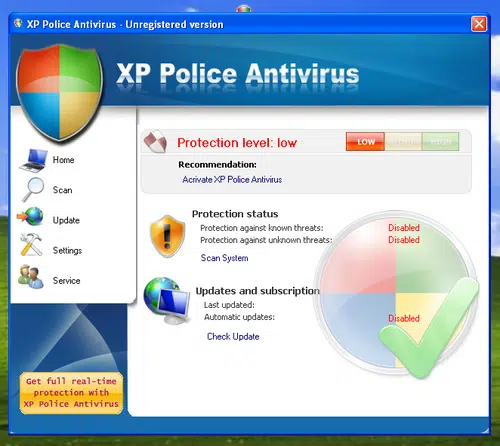 XP Police Antivirus - Unregistered version
XP Police Antivirus
Home
Scan
Update
Settings
Service
Get full real-time
protection with
XP Police Antivirus
Protection level: low
LOW
Recommendation:
Acrivate XP Police Antivirus
Protection status
Protection against known threats: Disabled
Protection against unknown threats: Disabled
Scan System
Updates and subscription
Last updated:
Automatic updates: Disabled
Check Update